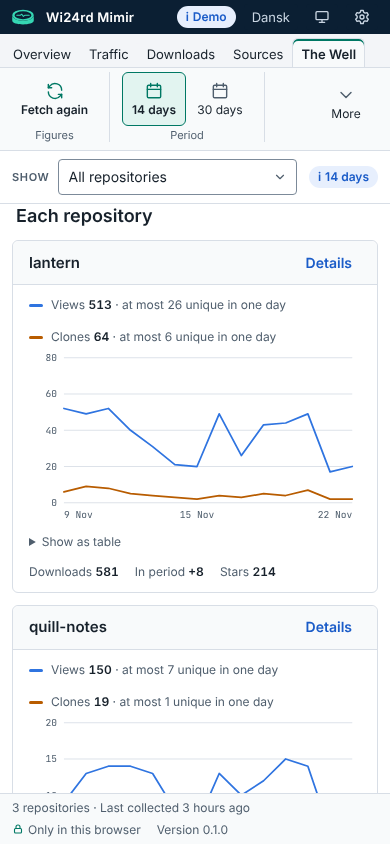 Wi24rd Mimir
i Demo
Dansk
Overview Traffic Downloads Sources The Well
Fetch again
14 days
30 days
More
Figures
Period
SHOW
All repositories
i 14 days
Each repository
lantern
Details
Views 513 · at most 26 unique in one day
Clones 64 · at most 6 unique in one day
80
60
40
20
0
9 Nov 15 Nov 22 Nov
Show as table
Downloads 581 In period +8 Stars 214
quill-notes
Details
Views 150 · at most 7 unique in one day
Clones 19 · at most 1 unique in one day
20
15
3 repositories · Last collected 3 hours ago
Only in this browser Version 0.1.0